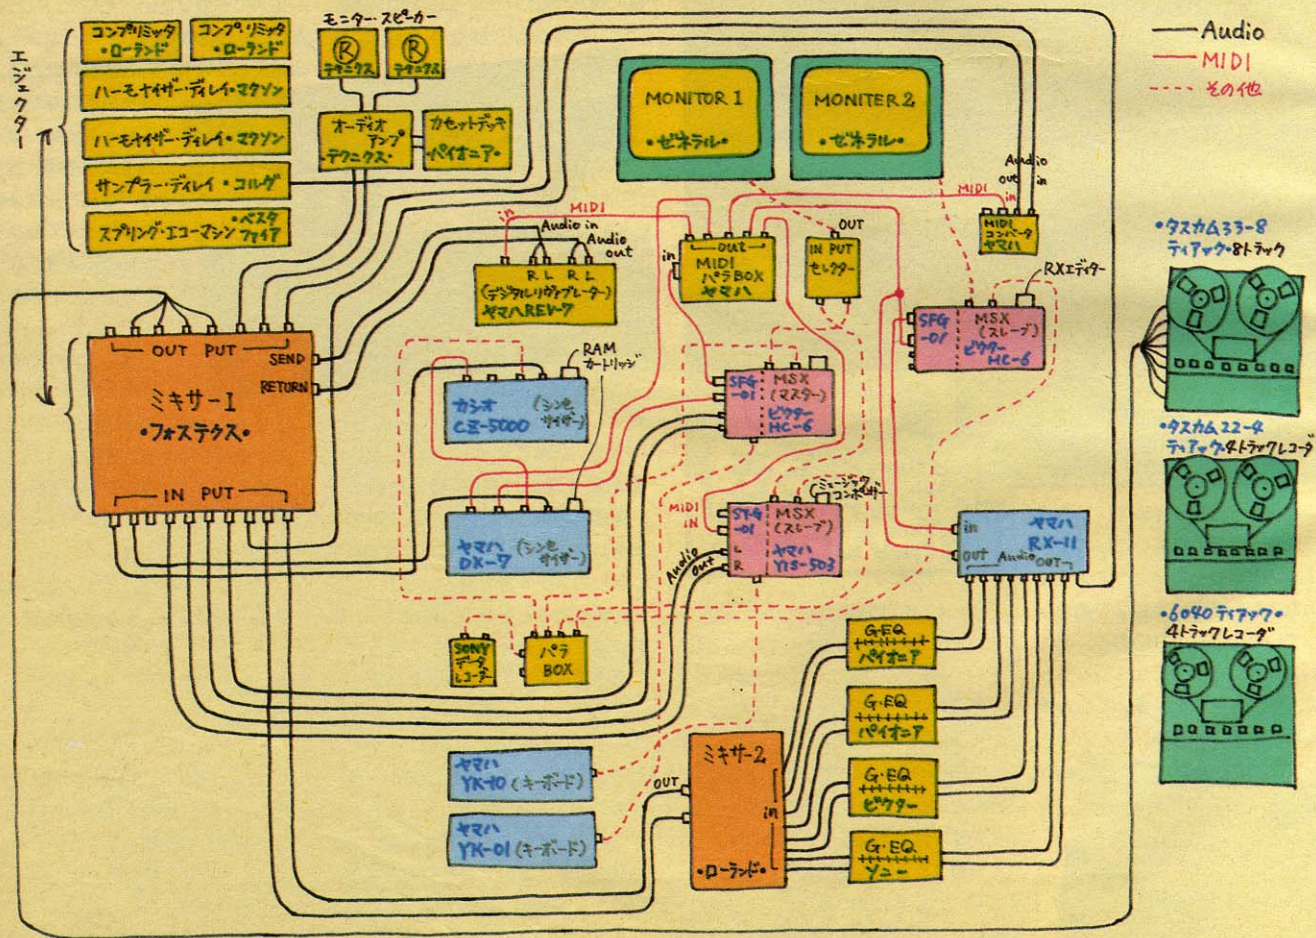 エジェクター
コンプリミッタ
•ローランド
コンプ.リミッタ
•ローランド
ハーモナイザー・ディレイ•マクソン
ハーモナイザー・ディレイ•マクソン
サンプラー・ディレイ•コルグ
スプリング・エコーマシン •ベスタ
ファイア
モニター・スピーカー
R
テクニクス
R
テクニクス
オーディオ
アンプ
•テクニクス•
カセットデッキ
•パイオニア•
MONITOR 1
•ゼネラル•
MONITER 2
•ゼネラル•
Audio
MIDI
その他
Audio
out in
MIDI
in
MIDI
コンバータ
ヤマハ
in
MIDI
Audio in
Audio
out
R L R L
(デジタルリヴァブレーター)
ヤマハREV-7
in
out
MIDI
パラBOX
ヤマハ
OUT
IN PUT
セレクター
RXエディター
SFG
-01
MSX
(スレーブ)
ビクター
HC-6
•タスカム33-8
ティアック•8トラック
•タスカム22-4
ティアック•4トラックレコーダ
•6040 ティアック•
4トラックレコーダ
OUT PUT
SEND
RETURN
ミキサー1
•フォステクス•
IN PUT
RAM
カートリッジ
カシオ
CZ-5000
(シンセ
サイザー)
SFG
-01
MSX
(マスター)
ビクター
HC-6
ヤマハ
DX-7
(シンセ
サイザー)
ミュージック
コンポーザー
MIDI
IN
SFG
-01
L
R
MSX
(スレーブ)
ヤマハ
YIS-503
Audio
out
in
OUT
ヤマハ
RX-11
Audio OUT
SONY
データ
レコーダー
パラ
BOX
G・EQ
パイオニア
G・EQ
パイオニア
G・EQ
ビクター
G・EQ
ソニー
ヤマハ
YK-10 (キーボード)
ヤマハ
YK-01 (キーボード)
OUT
ミキサー2
in
•ローランド•